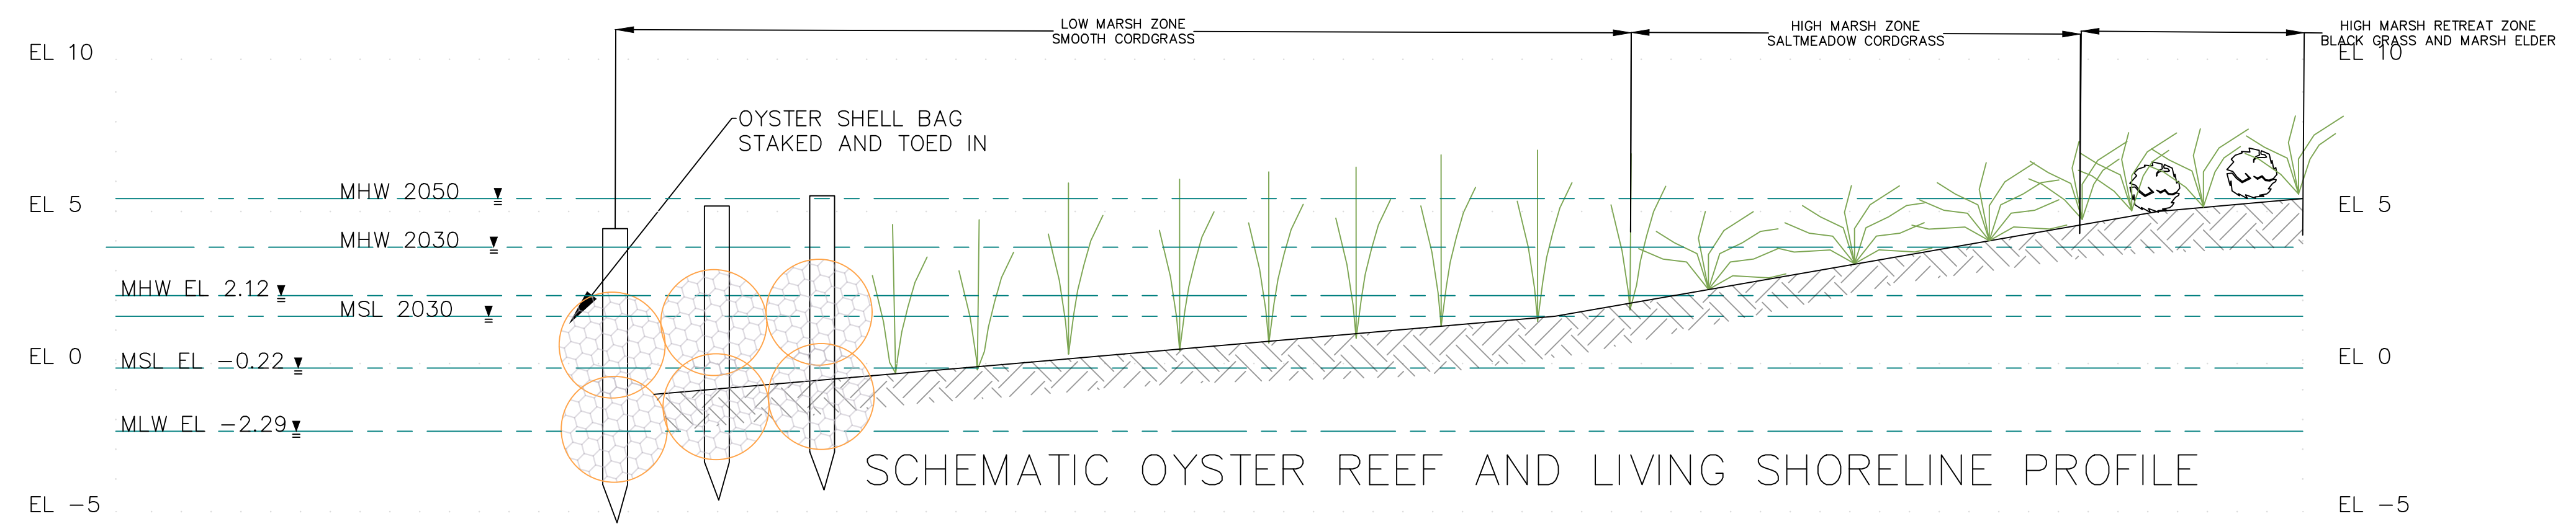 LOW MARSH ZONE
SMOOTH CORDGRASS
HIGH MARSH ZONE
SALTMEADOW CORDGRASS
HIGH MARSH RETREAT ZONE
BLACK GRASS AND MARSH ELDER
EL 10
EL 10
OYSTER SHELL BAG
STAKED AND TOED IN
MHW 2050
EL 5
EL 5
MHW 2030
MHW EL 2.12
MSL 2030
EL 0
MSL EL -0.22
EL 0
MLW EL -2.29
SCHEMATIC OYSTER REEF AND LIVING SHORELINE PROFILE
EL -5
EL -5